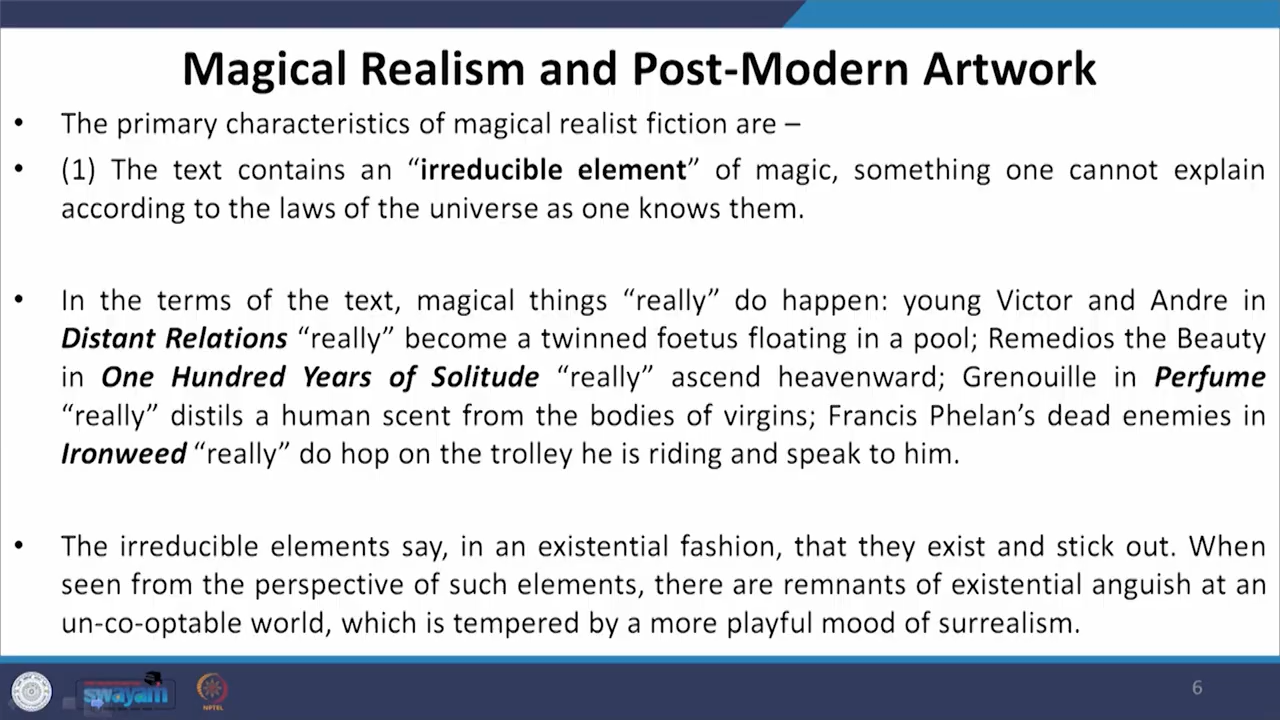 Magical Realism and Post-Modern Artwork
• The primary characteristics of magical realist fiction are –
• (1) The text contains an “irreducible element” of magic, something one cannot explain
according to the laws of the universe as one knows them.
• In the terms of the text, magical things “really” do happen: young Victor and Andre in
Distant Relations “really” become a twinned foetus floating in a pool; Remedios the Beauty
in One Hundred Years of Solitude “really” ascend heavenward; Grenouille in Perfume
“really” distils a human scent from the bodies of virgins; Francis Phelan’s dead enemies in
Ironweed “really” do hop on the trolley he is riding and speak to him.
• The irreducible elements say, in an existential fashion, that they exist and stick out. When
seen from the perspective of such elements, there are remnants of existential anguish at an
un-co-optable world, which is tempered by a more playful mood of surrealism.
swayam
NPTEL
6